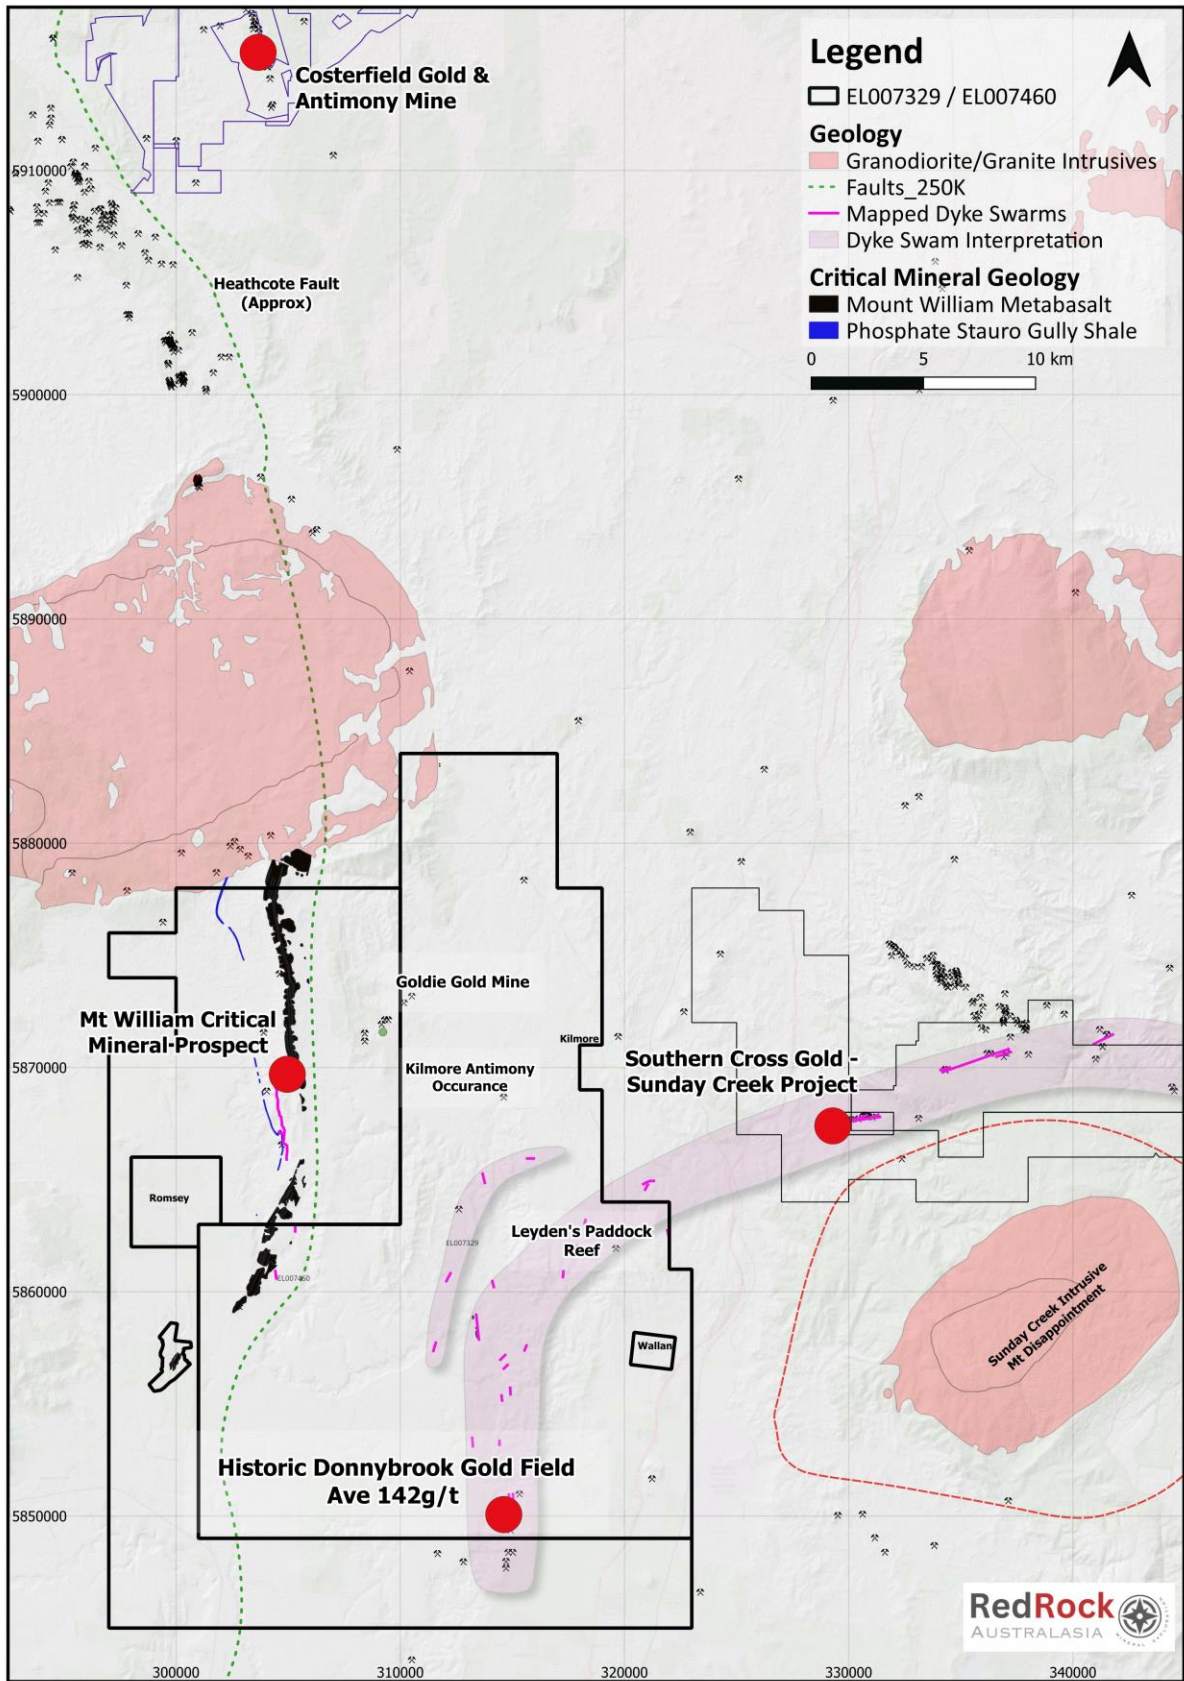 Costerfield Gold &
Antimony Mine
Legend
EL007329 / EL007460
Geology
Granodiorite/Granite Intrusives
Faults_250K
Mapped Dyke Swarms
Dyke Swam Interpretation
Critical Mineral Geology
Mount William Metabasalt
Phosphate Stauro Gully Shale
0 5 10 km
5910000
Heathcote Fault
(Approx)
5900000
5890000
5880000
Goldie Gold Mine
Mt William Critical
Mineral Prospect
Kilmore
Southern Cross Gold -
Sunday Creek Project
5870000
Kilmore Antimony
Occurance
Romsey
Leyden's Paddock
Reef
EL007329
EL007460
5860000
Wallan
Sunday Creek Intrusive
Mt Disappointment
Historic Donnybrook Gold Field
Ave 142g/t
5850000
RedRock
AUSTRALASIA
MINERAL EXPLORATION
300000 310000 320000 330000 340000